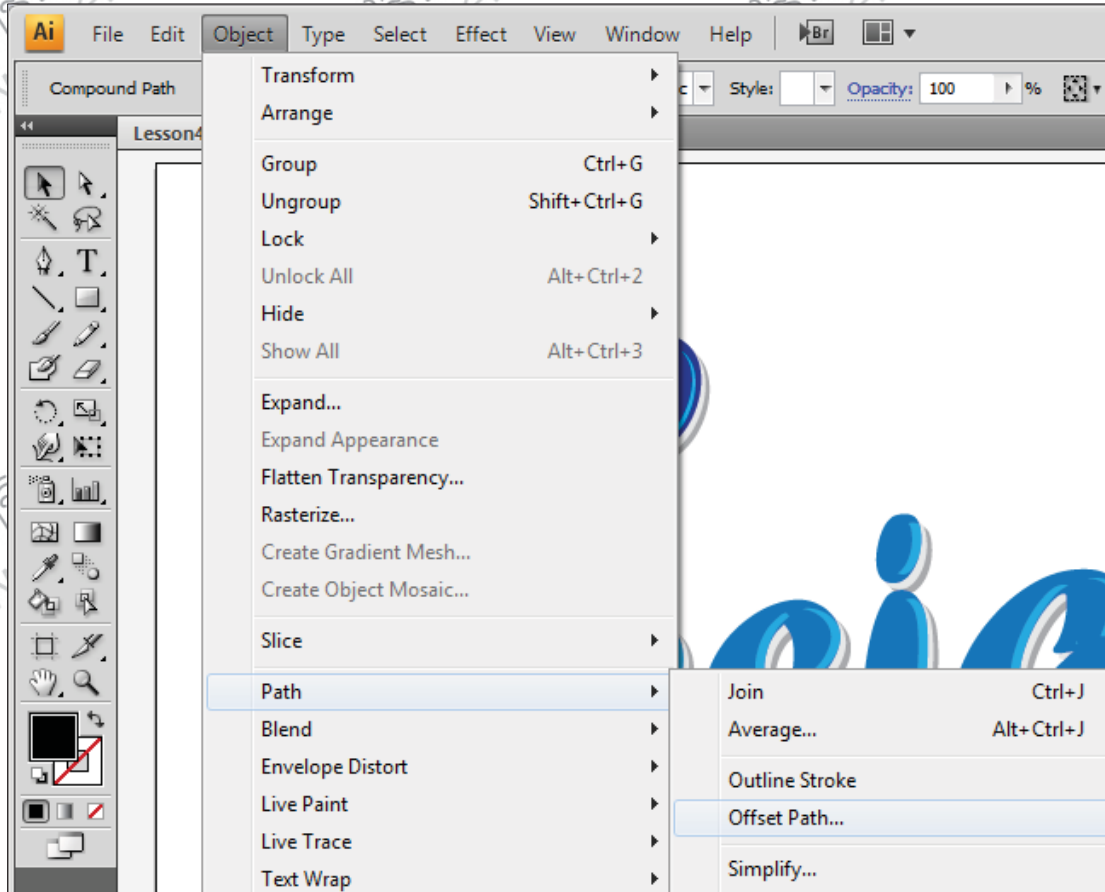 Ai File Edit Object Type Select Effect View Window Help Br
Compound Path Style: Opacity: 100 %
Lesson4
Transform
Arrange
Group Ctrl+G
Ungroup Shift+Ctrl+G
Lock
Unlock All Alt+Ctrl+2
Hide
Show All Alt+Ctrl+3
Expand...
Expand Appearance
Flatten Transparency...
Rasterize...
Create Gradient Mesh...
Create Object Mosaic...
Slice
Path
Blend
Envelope Distort
Live Paint
Live Trace
Text Wrap
Join Ctrl+J
Average... Alt+Ctrl+J
Outline Stroke
Offset Path...
Simplify...